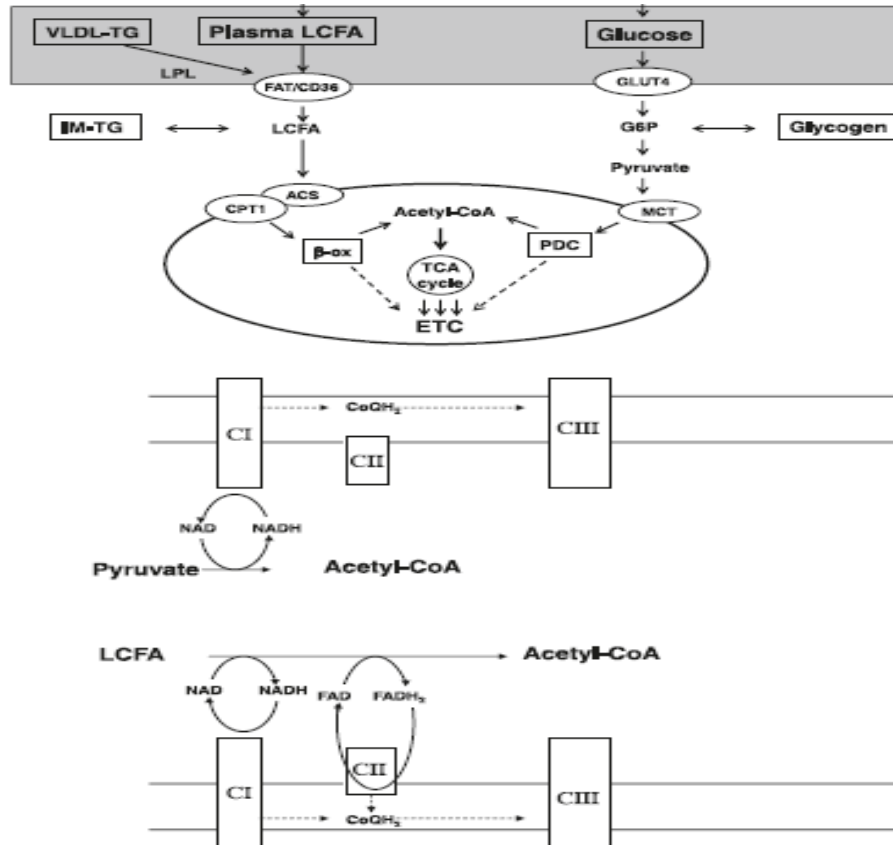 VLDL-TG Plasma LCFA Glucose
LPL
FAT/CD36 GLUT4
IM-TG LCFA G6P Glycogen
Pyruvate
ACS
CPT1 Acetyl-CoA MCT
β-ox PDC
TCA
cycle
ETC
CoQH2
CI CIII
CII
NAD NADH
Pyruvate Acetyl-CoA
LCFA Acetyl-CoA
NAD NADH FAD FADH2
CII
CI CIII
CoQH2